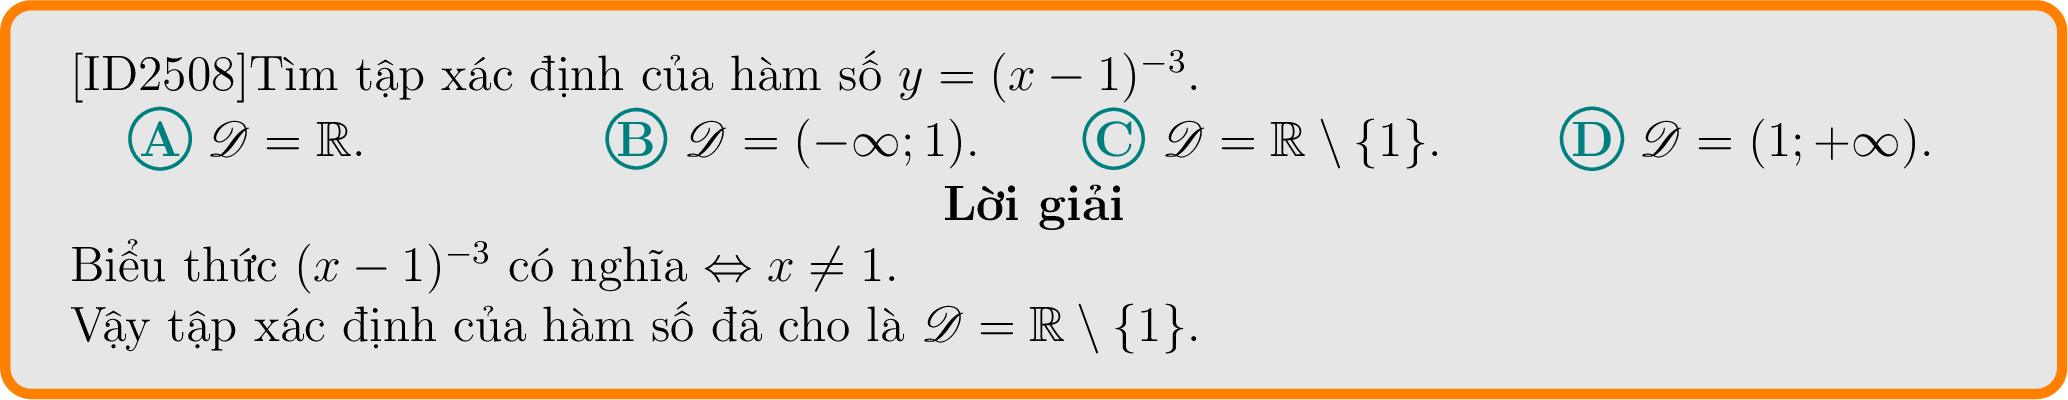 [ID2508]Tìm tập xác định của hàm số $y = (x - 1)^{-3}$.
Ⓐ $\mathscr{D} = \mathbb{R}$. Ⓑ $\mathscr{D} = (-\infty; 1)$. Ⓒ $\mathscr{D} = \mathbb{R} \setminus \{1\}$. Ⓓ $\mathscr{D} = (1; +\infty)$.
Lời giải
Biểu thức $(x - 1)^{-3}$ có nghĩa $\Leftrightarrow x \neq 1$.
Vậy tập xác định của hàm số đã cho là $\mathscr{D} = \mathbb{R} \setminus \{1\}$.